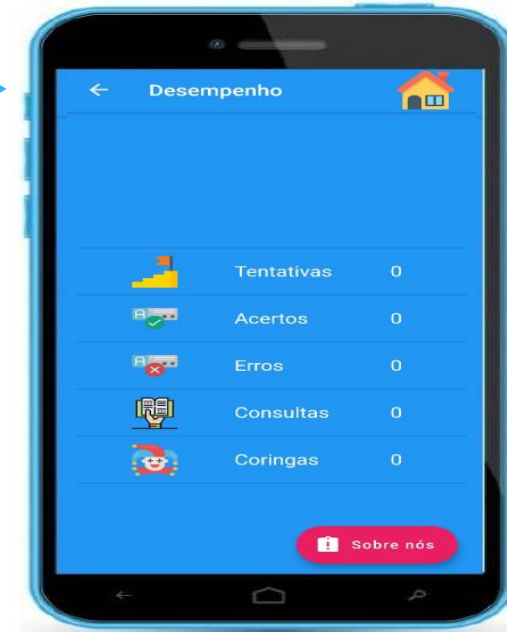 Desempenho
Tentativas 0
Acertos 0
Erros 0
Consultas 0
Coringas 0
Sobre nós